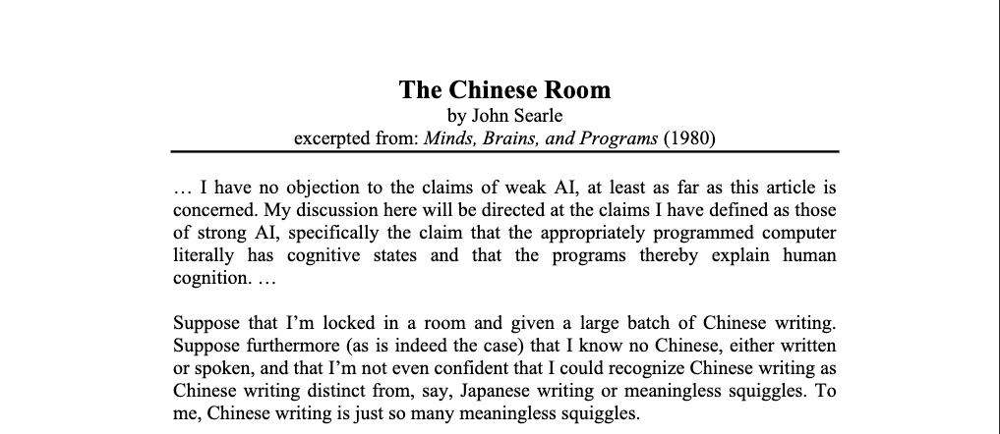 The Chinese Room
by John Searle
excerpted from: Minds, Brains, and Programs (1980)
… I have no objection to the claims of weak AI, at least as far as this article is
concerned. My discussion here will be directed at the claims I have defined as those
of strong AI, specifically the claim that the appropriately programmed computer
literally has cognitive states and that the programs thereby explain human
cognition. …
Suppose that I’m locked in a room and given a large batch of Chinese writing.
Suppose furthermore (as is indeed the case) that I know no Chinese, either written
or spoken, and that I’m not even confident that I could recognize Chinese writing as
Chinese writing distinct from, say, Japanese writing or meaningless squiggles. To
me, Chinese writing is just so many meaningless squiggles.